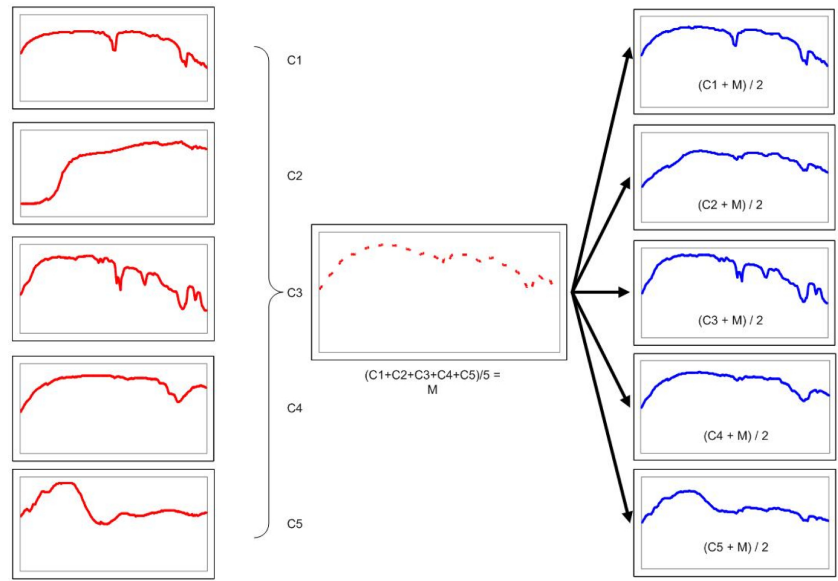 C1
C2
C3
C4
C5
(C1+C2+C3+C4+C5)/5 =
M
(C1 + M) / 2
(C2 + M) / 2
(C3 + M) / 2
(C4 + M) / 2
(C5 + M) / 2